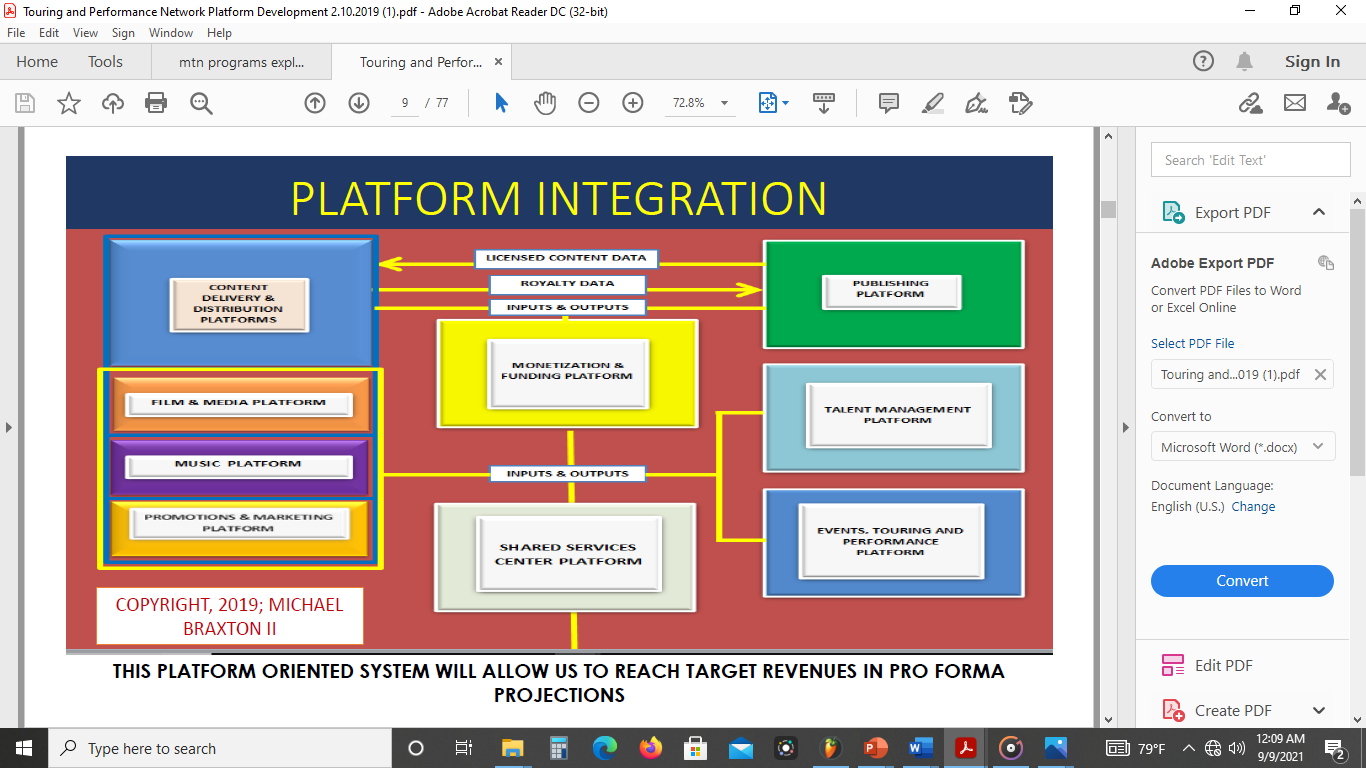 Touring and Performance Network Platform Development 2.10.2019 (1).pdf - Adobe Acrobat Reader DC (32-bit)
File Edit View Sign Window Help
Home Tools mtn programs expl... Touring and Perfor... ×
Sign In
9 / 77
72.8%
PLATFORM INTEGRATION
CONTENT
DELIVERY &
DISTRIBUTION
PLATFORMS
LICENSED CONTENT DATA
ROYALTY DATA
INPUTS & OUTPUTS
PUBLISHING
PLATFORM
MONETIZATION &
FUNDING PLATFORM
FILM & MEDIA PLATFORM
MUSIC PLATFORM
PROMOTIONS & MARKETING
PLATFORM
TALENT MANAGEMENT
PLATFORM
INPUTS & OUTPUTS
SHARED SERVICES
CENTER PLATFORM
EVENTS, TOURING AND
PERFORMANCE
PLATFORM
COPYRIGHT, 2019; MICHAEL
BRAXTON II
THIS PLATFORM ORIENTED SYSTEM WILL ALLOW US TO REACH TARGET REVENUES IN PRO FORMA
PROJECTIONS
Search 'Edit Text'
Export PDF
Adobe Export PDF
Convert PDF Files to Word
or Excel Online
Select PDF File
Touring and...019 (1).pdf
Convert to
Microsoft Word (*.docx)
Document Language:
English (U.S.) Change
Convert
Edit PDF
Create PDF
Type here to search
79°F
12:09 AM
9/9/2021
2